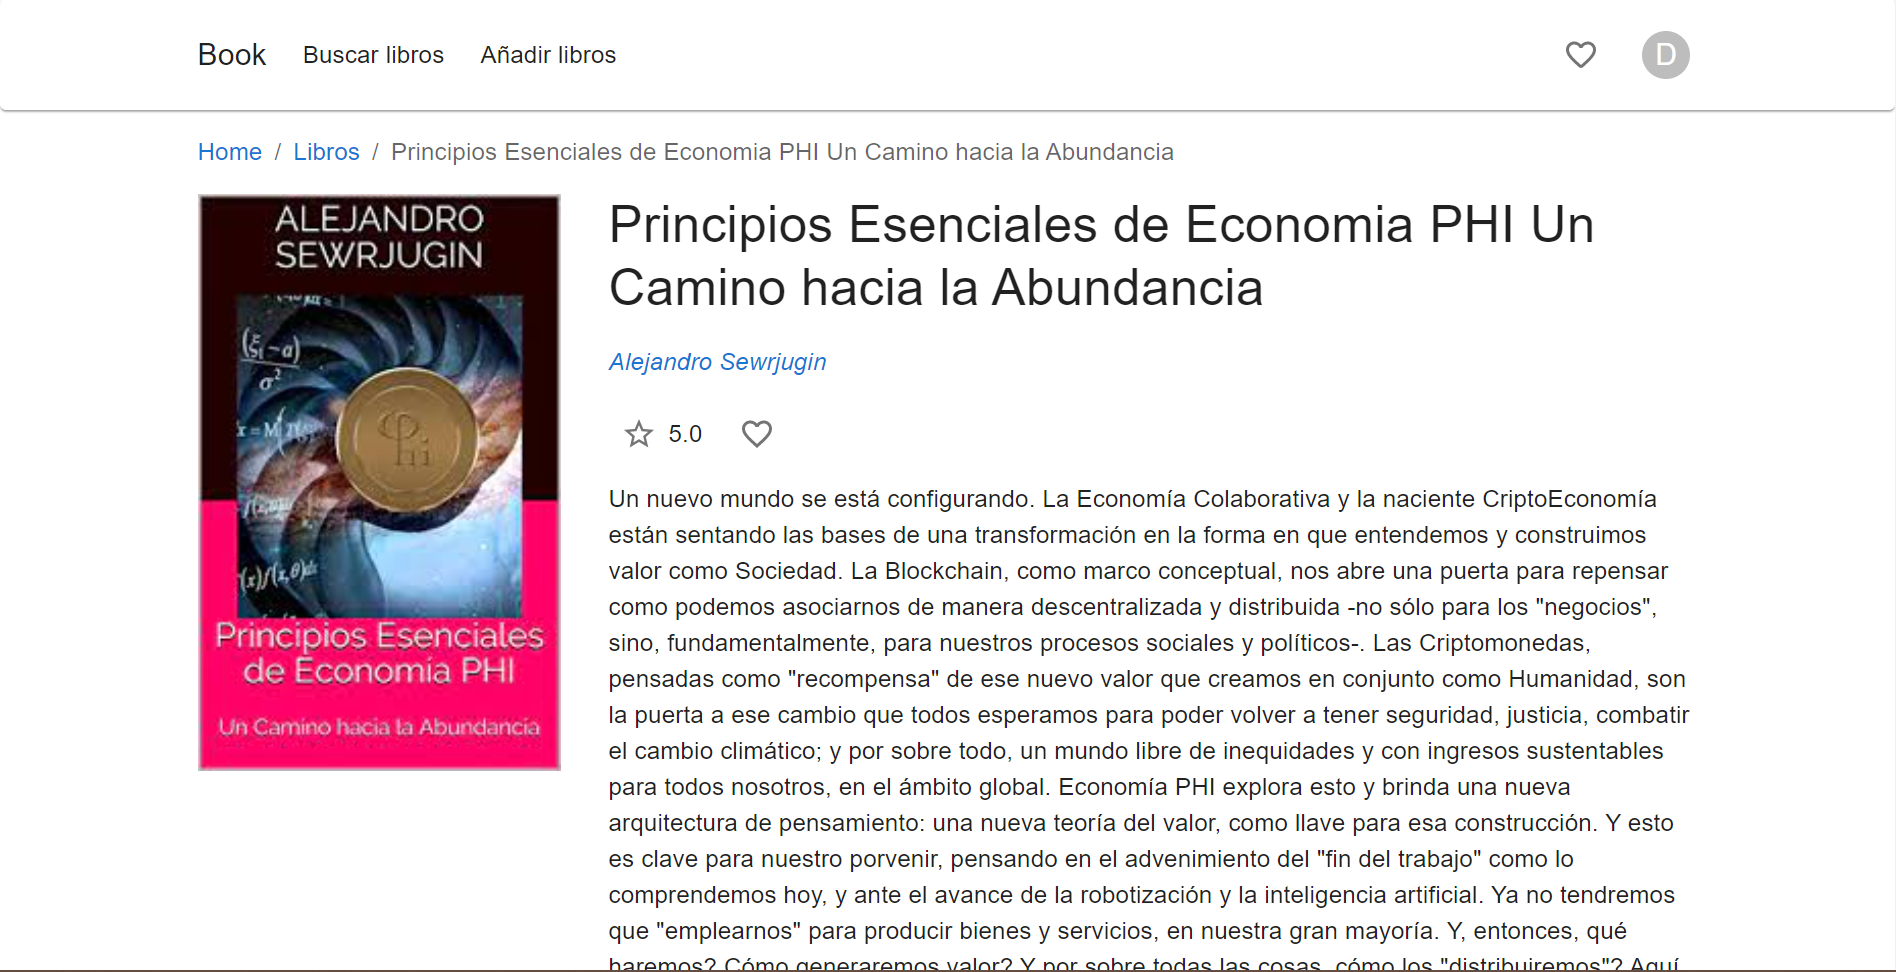 Book Buscar libros Añadir libros D
Home / Libros / Principios Esenciales de Economia PHI Un Camino hacia la Abundancia
ALEJANDRO
SEWRJUGIN
Principios Esenciales
de Economía PHI
Un Camino hacia la Abundancia
Principios Esenciales de Economia PHI Un
Camino hacia la Abundancia
Alejandro Sewrjugin
5.0
Un nuevo mundo se está configurando. La Economía Colaborativa y la naciente CriptoEconomía
están sentando las bases de una transformación en la forma en que entendemos y construimos
valor como Sociedad. La Blockchain, como marco conceptual, nos abre una puerta para repensar
como podemos asociarnos de manera descentralizada y distribuida -no sólo para los "negocios",
sino, fundamentalmente, para nuestros procesos sociales y políticos-. Las Criptomonedas,
pensadas como "recompensa" de ese nuevo valor que creamos en conjunto como Humanidad, son
la puerta a ese cambio que todos esperamos para poder volver a tener seguridad, justicia, combatir
el cambio climático; y por sobre todo, un mundo libre de inequidades y con ingresos sustentables
para todos nosotros, en el ámbito global. Economía PHI explora esto y brinda una nueva
arquitectura de pensamiento: una nueva teoría del valor, como llave para esa construcción. Y esto
es clave para nuestro porvenir, pensando en el advenimiento del "fin del trabajo" como lo
comprendemos hoy, y ante el avance de la robotización y la inteligencia artificial. Ya no tendremos
que "emplearnos" para producir bienes y servicios, en nuestra gran mayoría. Y, entonces, qué
haremos? Cómo generaremos valor? Y por sobre todas las cosas, cómo los "distribuiremos"? Aquí